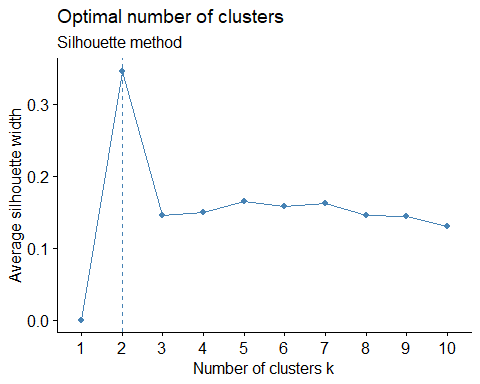 Optimal number of clusters
Silhouette method
Average silhouette width
0.3
0.2
0.1
0.0
1 2 3 4 5 6 7 8 9 10
Number of clusters k